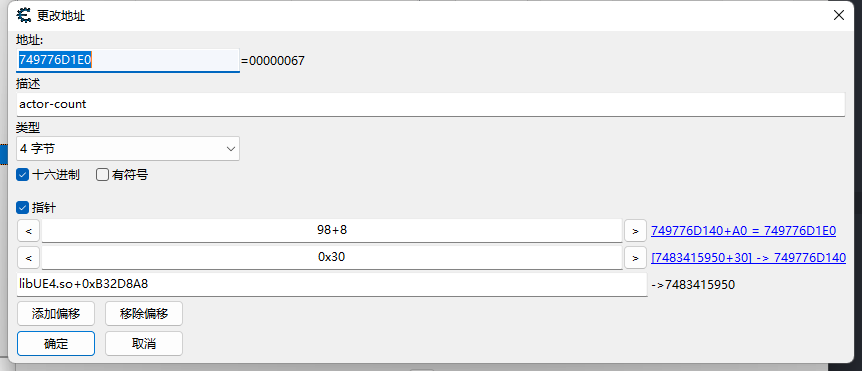 更改地址
地址:
749776D1E0 =00000067
描述
actor-count
类型
4 字节
十六进制 有符号
指针
< 98+8 > 749776D140+A0 = 749776D1E0
< 0x30 > [7483415950+30] -> 749776D140
libUE4.so+0xB32D8A8 ->7483415950
添加偏移 移除偏移
确定 取消